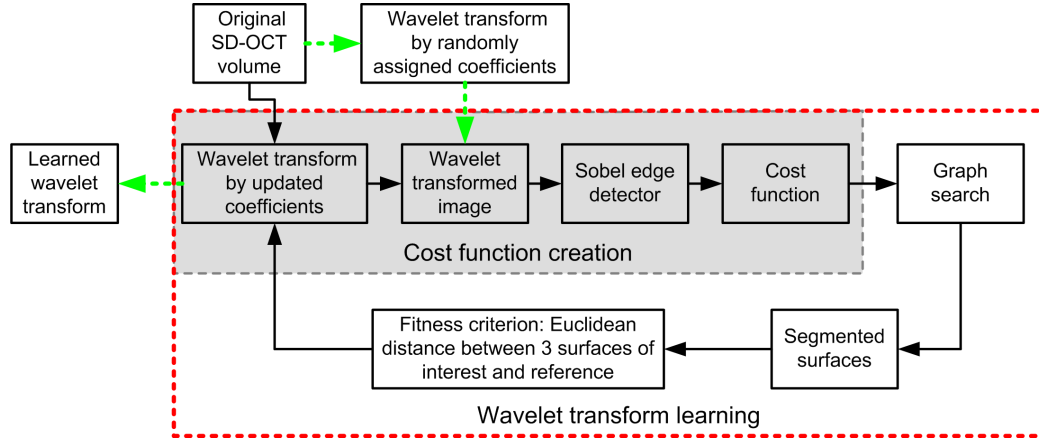 Original
SD-OCT
volume
Wavelet transform
by randomly
assigned coefficients
Learned
wavelet
transform
Wavelet transform
by updated
coefficients
Wavelet
transformed
image
Sobel edge
detector
Cost
function
Graph
search
Cost function creation
Fitness criterion: Euclidean
distance between 3 surfaces of
interest and reference
Segmented
surfaces
Wavelet transform learning